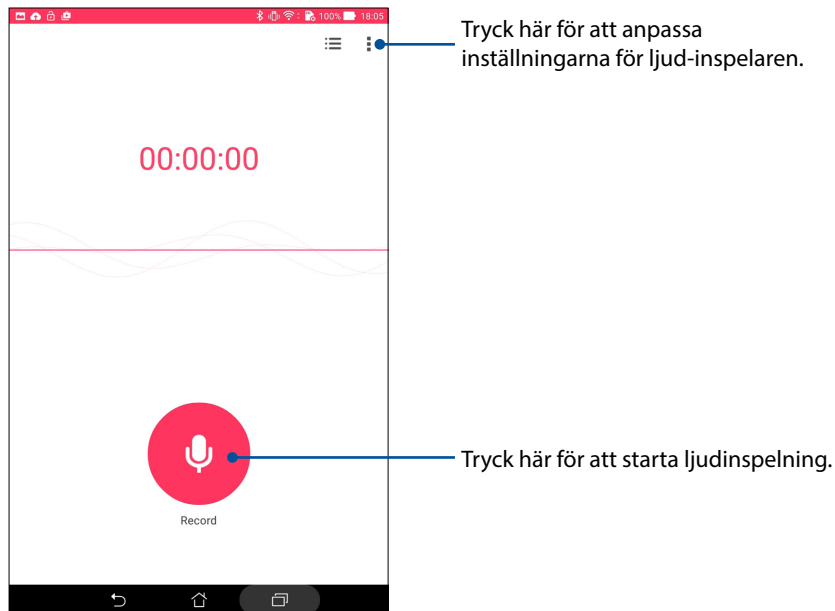 100% 18:05
Tryck här för att anpassa
inställningarna för ljud-inspelaren.
00:00:00
Tryck här för att starta ljudinspelning.
Record